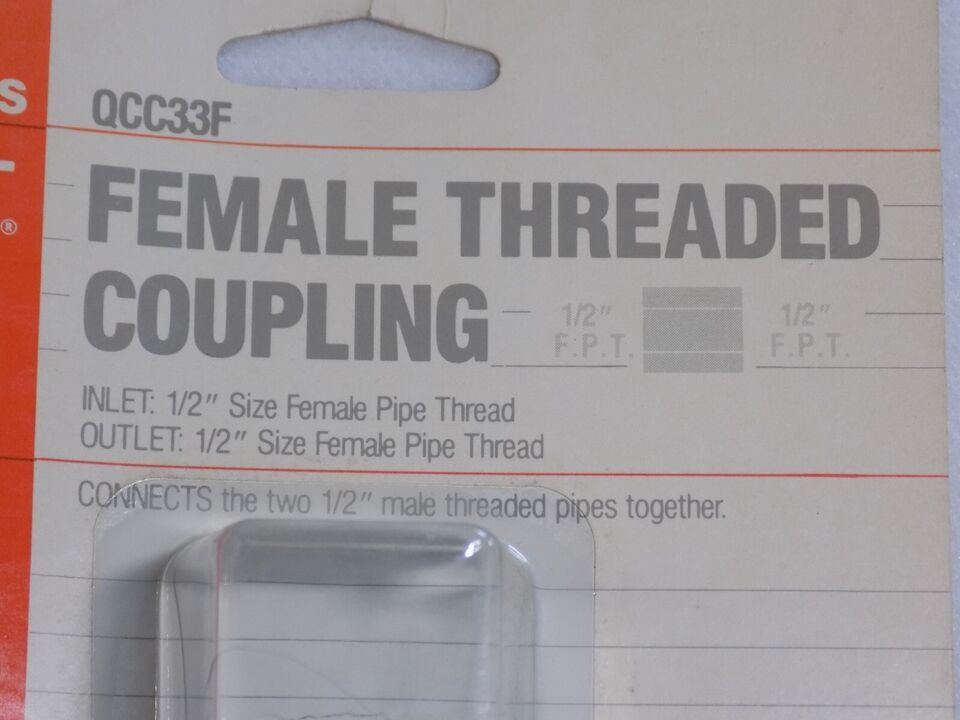 S
®
QCC33F
FEMALE THREADED
COUPLING
1/2" 1/2"
F.P.T. F.P.T.
INLET: 1/2" Size Female Pipe Thread
OUTLET: 1/2" Size Female Pipe Thread
CONNECTS the two 1/2" male threaded pipes together.